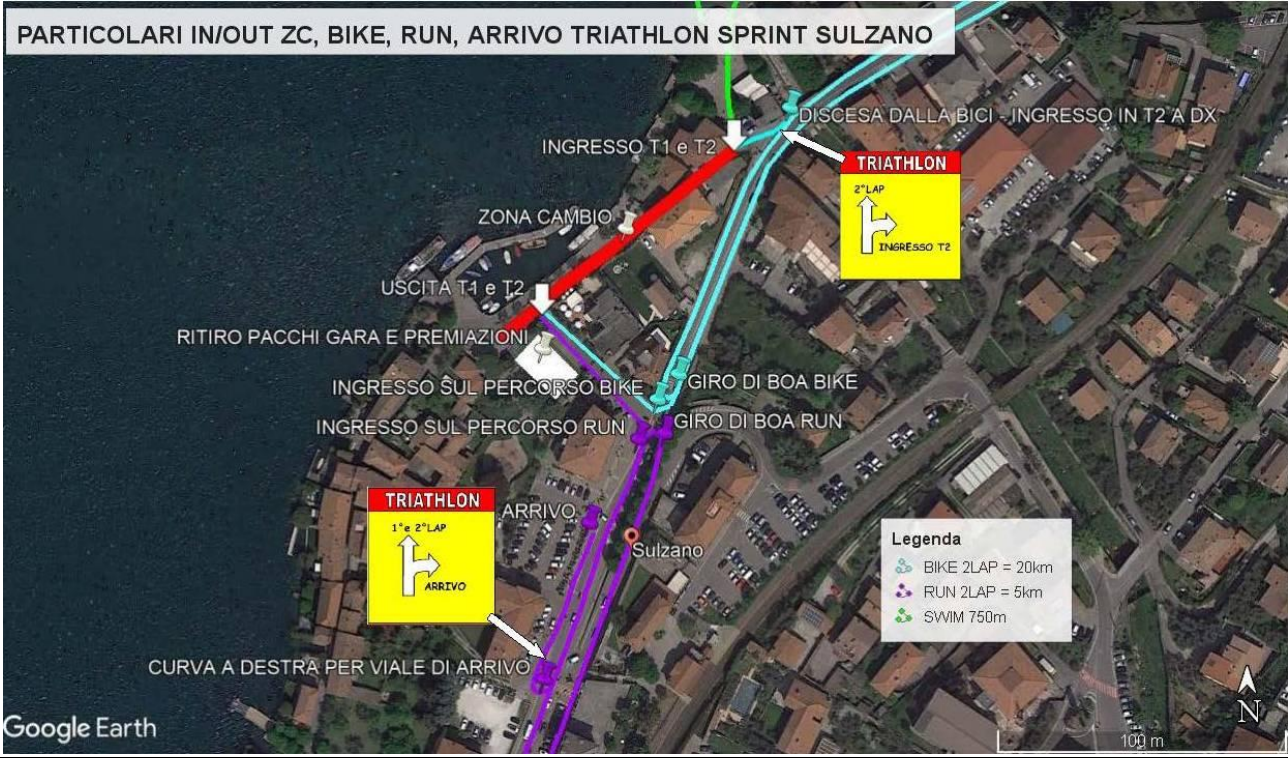 PARTICOLARI IN/OUT ZC, BIKE, RUN, ARRIVO TRIATHLON SPRINT SULZANO
DISCESA DALLA BICI - INGRESSO IN T2 A DX
INGRESSO T1 e T2
TRIATHLON
2°LAP
INGRESSO T2
ZONA CAMBIO
USCITA T1 e T2
RITIRO PACCHI GARA E PREMIAZIONI
INGRESSO SUL PERCORSO BIKE
GIRO DI BOA BIKE
INGRESSO SUL PERCORSO RUN
GIRO DI BOA RUN
TRIATHLON
1°e 2°LAP
ARRIVO
ARRIVO
Sulzano
Legenda
BIKE 2LAP = 20km
RUN 2LAP = 5km
SWIM 750m
CURVA A DESTRA PER VIALE DI ARRIVO
Google Earth
N
100 m